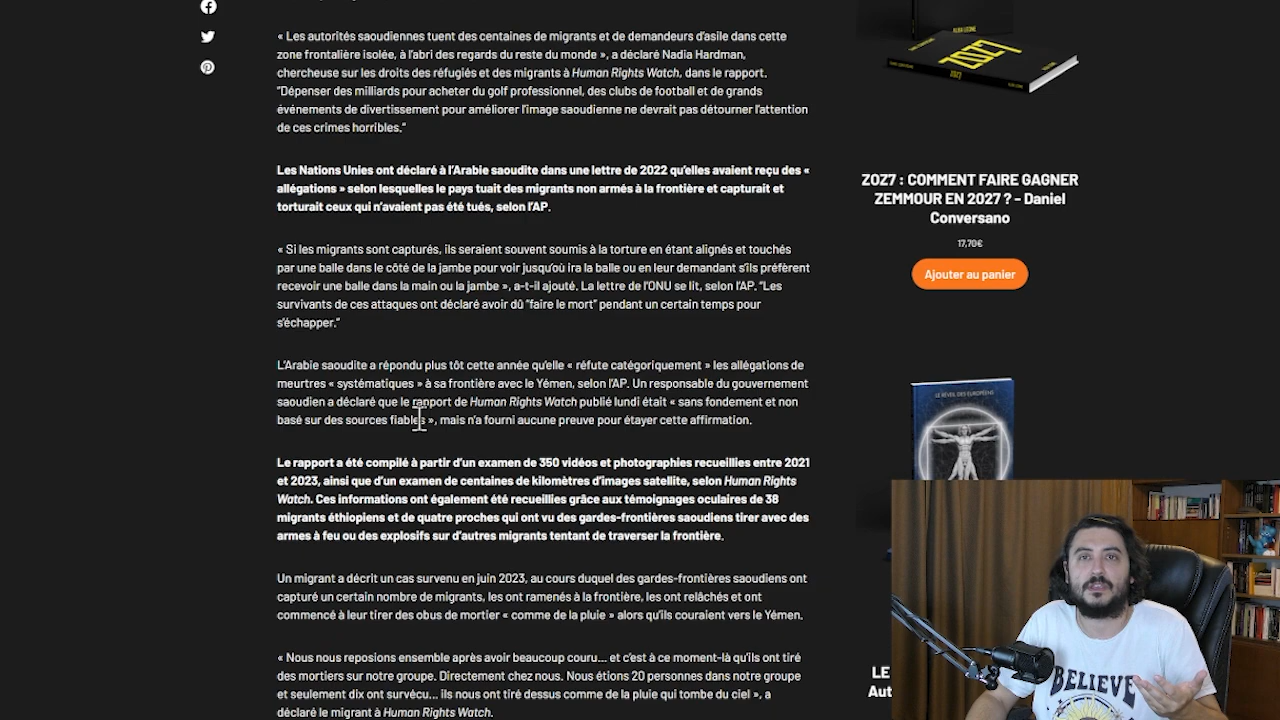 « Les autorités saoudiennes tuent des centaines de migrants et de demandeurs d'asile dans cette
zone frontalière isolée, à l'abri des regards du reste du monde », a déclaré Nadia Hardman,
chercheuse sur les droits des réfugiés et des migrants à Human Rights Watch, dans le rapport.
"Dépenser des milliards pour acheter du golf professionnel, des clubs de football et de grands
événements de divertissement pour améliorer l'image saoudienne ne devrait pas détourner l'attention
de ces crimes horribles."
Les Nations Unies ont déclaré à l'Arabie saoudite dans une lettre de 2022 qu'elles avaient reçu des «
allégations » selon lesquelles le pays tuait des migrants non armés à la frontière et capturait et
torturait ceux qui n'avaient pas été tués, selon l'AP.
« Si les migrants sont capturés, ils seraient souvent soumis à la torture en étant alignés et touchés
par une balle dans le côté de la jambe pour voir jusqu'où ira la balle ou en leur demandant s'ils préfèrent
recevoir une balle dans la main ou la jambe », a-t-il ajouté. La lettre de l'ONU se lit, selon l'AP. "Les
survivants de ces attaques ont déclaré avoir dû "faire le mort" pendant un certain temps pour
s'échapper."
L'Arabie saoudite a répondu plus tôt cette année qu'elle « réfute catégoriquement » les allégations de
meurtres « systématiques » à sa frontière avec le Yémen, selon l'AP. Un responsable du gouvernement
saoudien a déclaré que le rapport de Human Rights Watch publié lundi était « sans fondement et non
basé sur des sources fiables », mais n'a fourni aucune preuve pour étayer cette affirmation.
Le rapport a été compilé à partir d'un examen de 350 vidéos et photographies recueillies entre 2021
et 2023, ainsi que d'un examen de centaines de kilomètres d'images satellite, selon Human Rights
Watch. Ces informations ont également été recueillies grâce aux témoignages oculaires de 38
migrants éthiopiens et de quatre proches qui ont vu des gardes-frontières saoudiens tirer avec des
armes à feu ou des explosifs sur d'autres migrants tentant de traverser la frontière.
Un migrant a décrit un cas survenu en juin 2023, au cours duquel des gardes-frontières saoudiens ont
capturé un certain nombre de migrants, les ont ramenés à la frontière, les ont relâchés et ont
commencé à leur tirer des obus de mortier « comme de la pluie » alors qu'ils couraient vers le Yémen.
« Nous nous reposions ensemble après avoir beaucoup couru... et c'est à ce moment-là qu'ils ont tiré
des mortiers sur notre groupe. Directement chez nous. Nous étions 20 personnes dans notre groupe
et seulement dix ont survécu... ils nous ont tiré dessus comme de la pluie qui tombe du ciel », a
déclaré le migrant à Human Rights Watch.
ZOZ7
ZOZ7 : COMMENT FAIRE GAGNER
ZEMMOUR EN 2027 ? - Daniel
Conversano
17,70€
Ajouter au panier
LE RÉVEIL DES EUROPÉENS
LE
Aut
BELIEVE